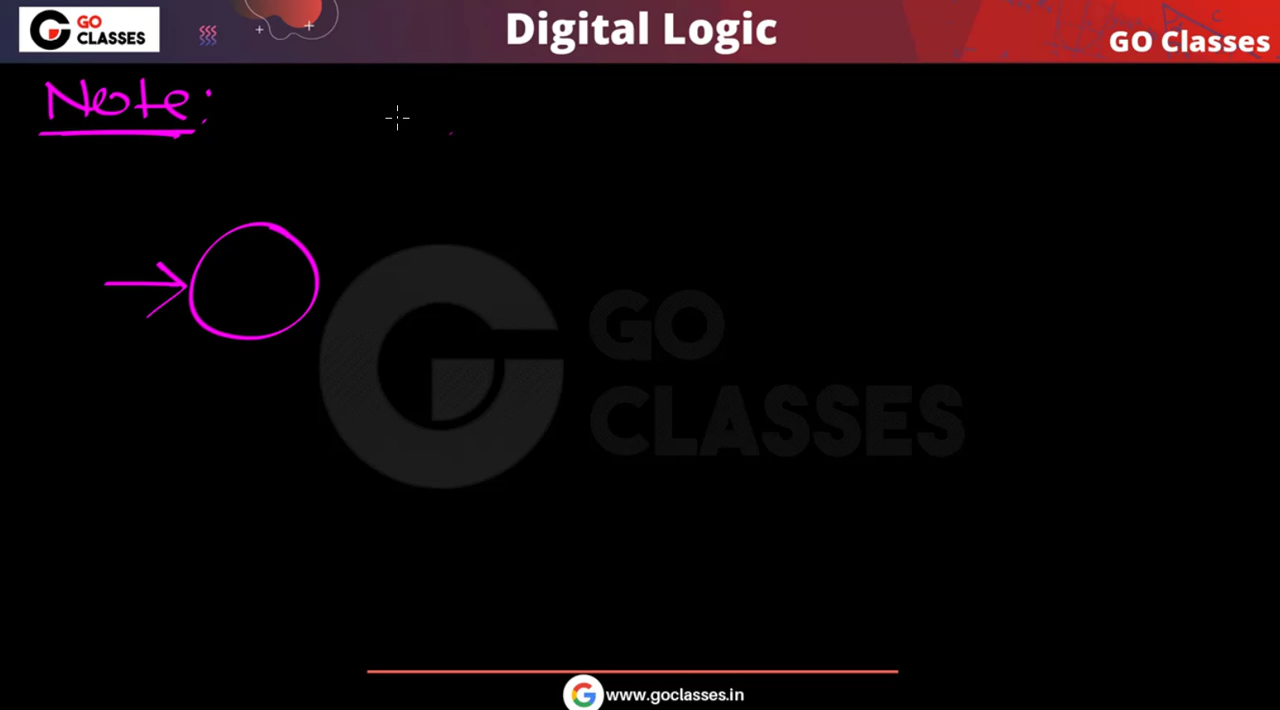 GO
CLASSES
Digital Logic
GO Classes
Note:
GO
CLASSES
www.goclasses.in